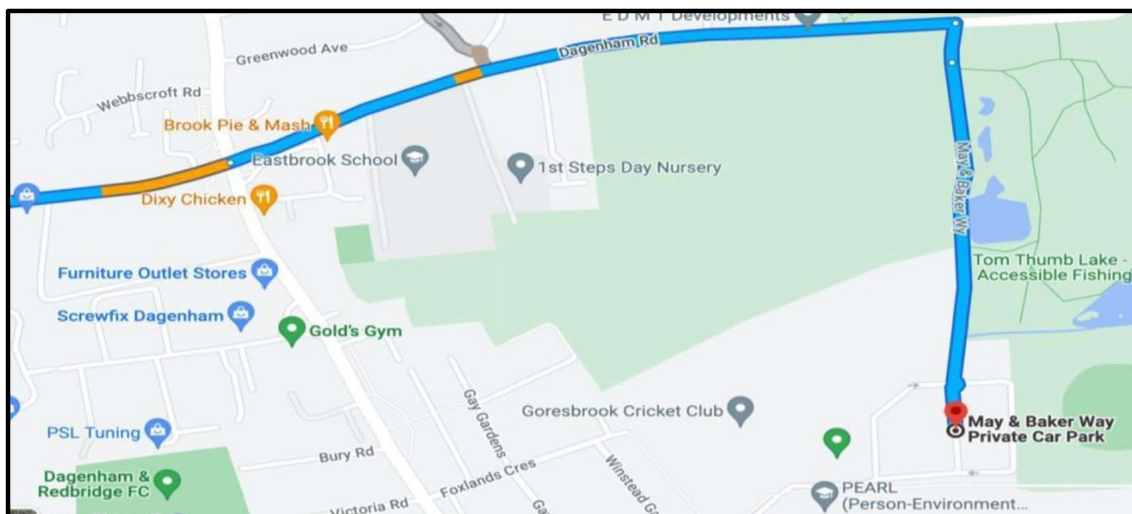 E D M T Developments
Greenwood Ave
Dagenham Rd
Webbscroft Rd
Brook Pie & Mash
Eastbrook School
1st Steps Day Nursery
May & Baker Wy
Dixy Chicken
Furniture Outlet Stores
Tom Thumb Lake -
Accessible Fishing
Screwfix Dagenham
Gold's Gym
Gay Gardens
Goresbrook Cricket Club
May & Baker Way
Private Car Park
PSL Tuning
Bury Rd
Foxlands Cres
Dagenham &
Redbridge FC
Victoria Rd
PEARL
(Person-Environment...